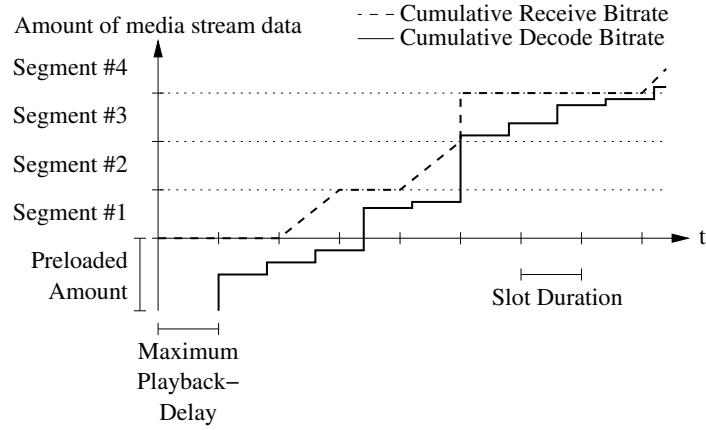 Amount of media stream data
Cumulative Receive Bitrate
Cumulative Decode Bitrate
Segment #4
Segment #3
Segment #2
Segment #1
t
Preloaded
Amount
Slot Duration
Maximum
Playback–
Delay